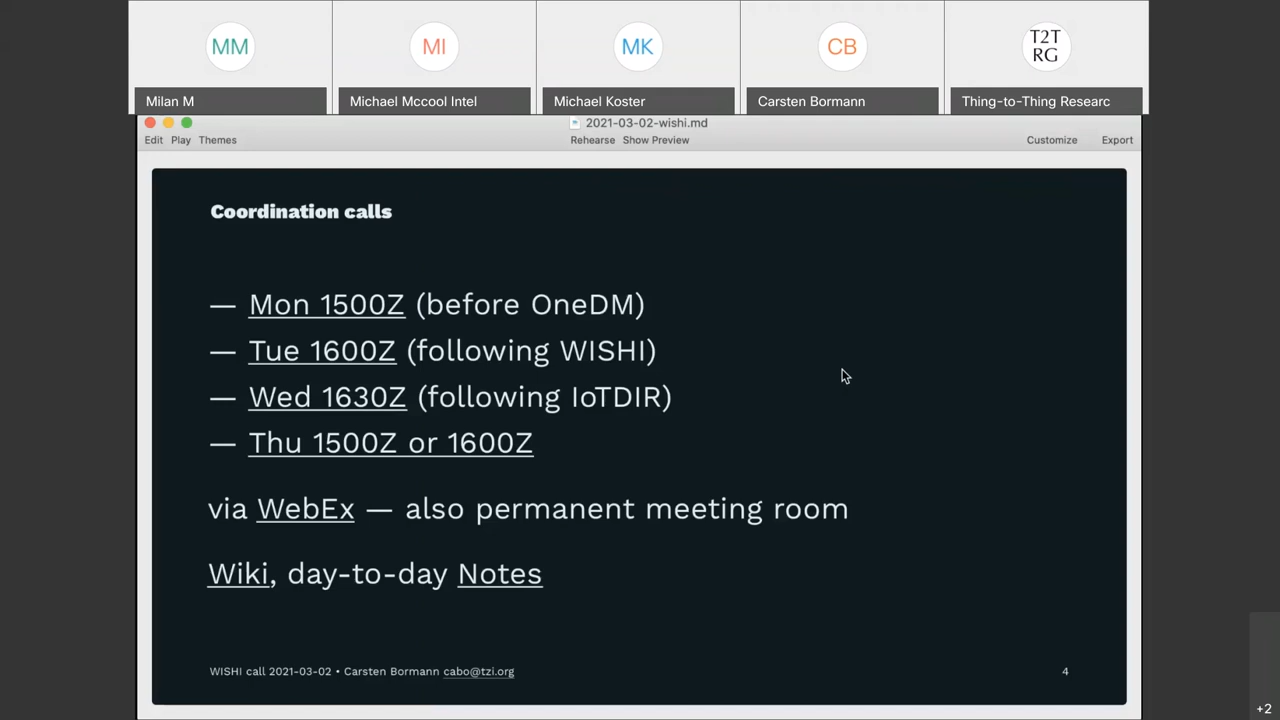 MM
MI
MK
CB
T2T
RG
Milan M
Michael Mccool Intel
Michael Koster
Carsten Bormann
Thing-to-Thing Researc
2021-03-02-wishi.md
Edit Play Themes
Rehearse Show Preview
Customize Export
Coordination calls
— Mon 1500Z (before OneDM)
— Tue 1600Z (following WISHI)
— Wed 1630Z (following IoTDIR)
— Thu 1500Z or 1600Z
via WebEx — also permanent meeting room
Wiki, day-to-day Notes
WISHI call 2021-03-02 • Carsten Bormann cabo@tzi.org
4
+2